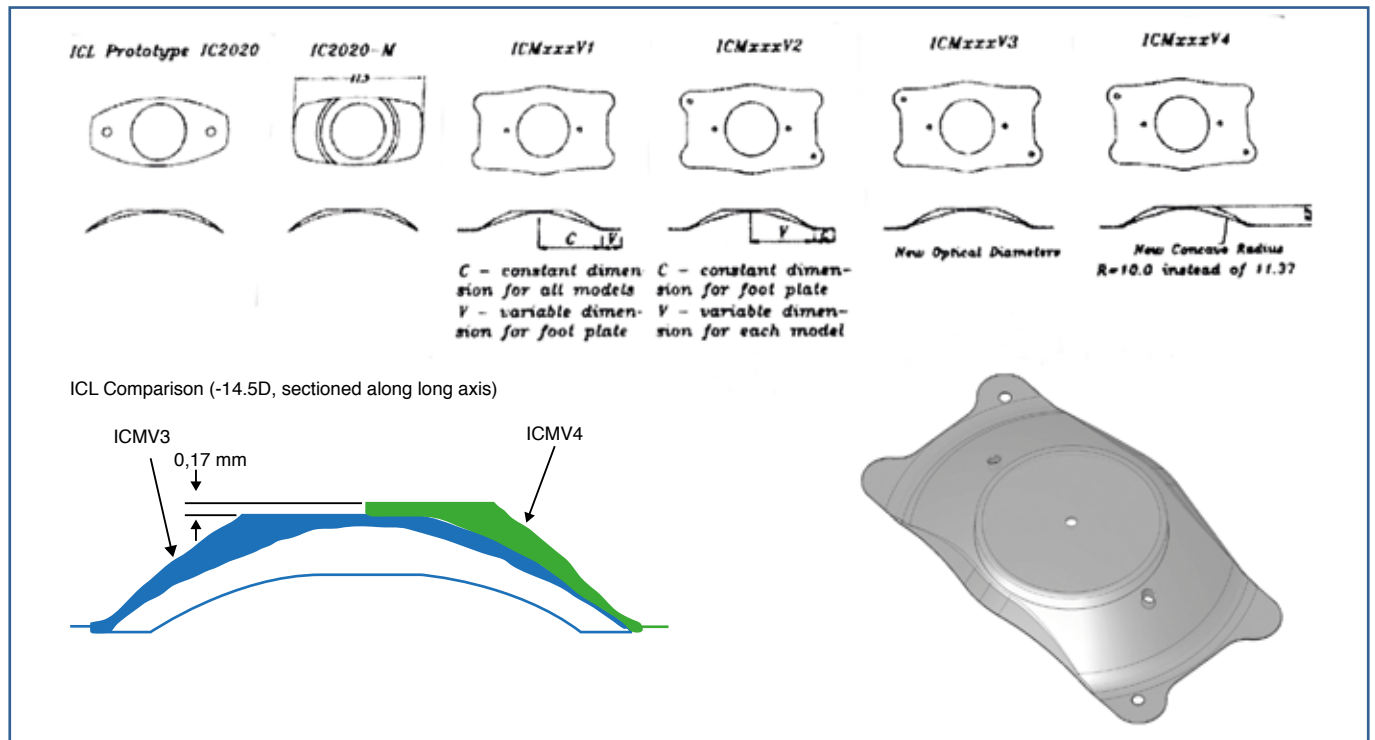 ICL Prototype IC2020
IC2020-M
ICMxxxV1
ICMxxxV2
ICMxxxV3
ICMxxxV4
C
V
V
New Optical Diameters
New Concave Radius
R=10.0 instead of 11.37
C - constant dimen
sion for all models
V - variable dimen-
sion for foot plate
C - constant dimen-
sion for foot plate
V - variable dimen-
sion for each model
ICL Comparison (-14.5D, sectioned along long axis)
ICMV3
0,17 mm
ICMV4